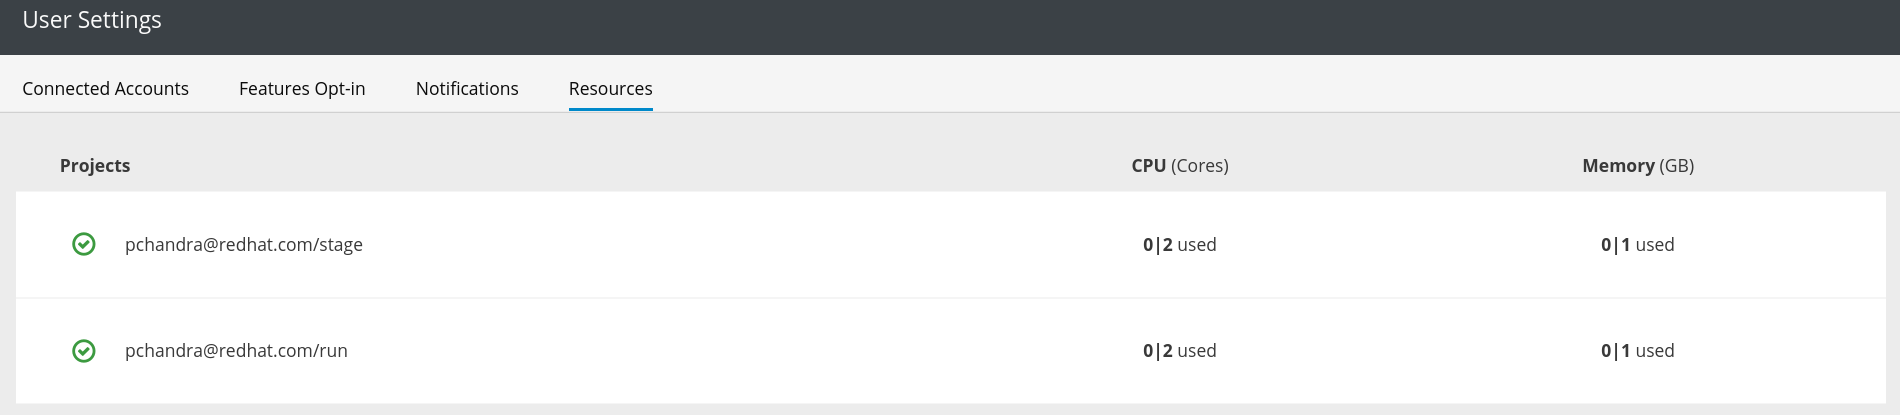 User Settings
Connected Accounts Features Opt-in Notifications Resources
Projects CPU (Cores) Memory (GB)
pchandra@redhat.com/stage 0|2 used 0|1 used
pchandra@redhat.com/run 0|2 used 0|1 used